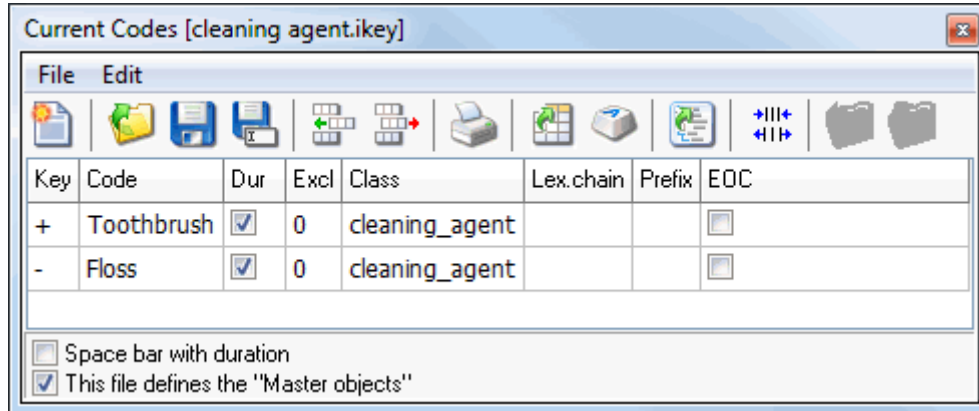 Current Codes [cleaning agent.ikey]
File Edit
Key Code Dur Excl Class Lex.chain Prefix EOC
+ Toothbrush 0 cleaning_agent
- Floss 0 cleaning_agent
Space bar with duration
This file defines the "Master objects"